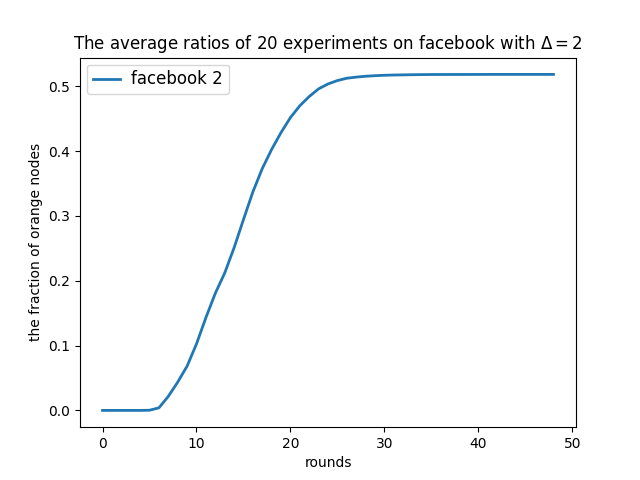 The average ratios of 20 experiments on facebook with Δ = 2
facebook 2
the fraction of orange nodes
0.5
0.4
0.3
0.2
0.1
0.0
0 10 20 30 40 50
rounds